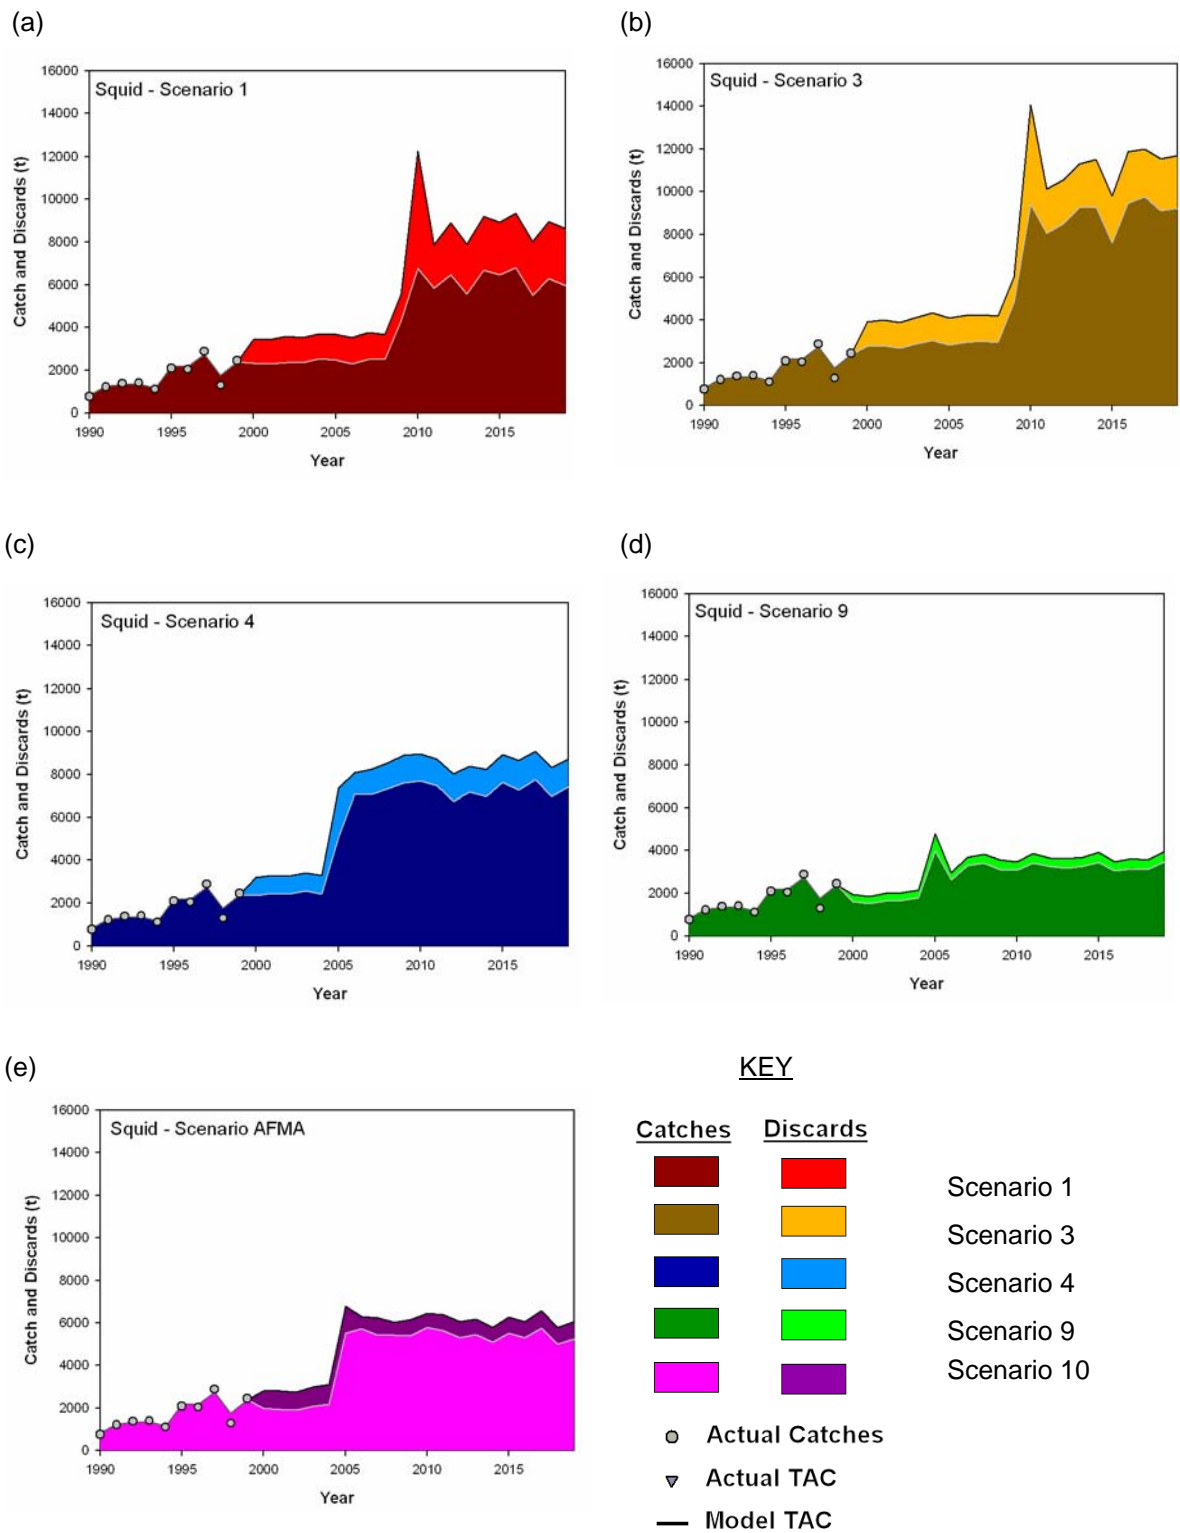 (a)
Squid - Scenario 1
Catch and Discards (t)
16000
14000
12000
10000
8000
6000
4000
2000
0
1990 1995 2000 2005 2010 2015
Year
(b)
Squid - Scenario 3
Catch and Discards (t)
16000
14000
12000
10000
8000
6000
4000
2000
0
1990 1995 2000 2005 2010 2015
Year
(c)
Squid - Scenario 4
Catch and Discards (t)
16000
14000
12000
10000
8000
6000
4000
2000
0
1990 1995 2000 2005 2010 2015
Year
(d)
Squid - Scenario 9
Catch and Discards (t)
16000
14000
12000
10000
8000
6000
4000
2000
0
1990 1995 2000 2005 2010 2015
Year
(e)
Squid - Scenario AFMA
Catch and Discards (t)
16000
14000
12000
10000
8000
6000
4000
2000
0
1990 1995 2000 2005 2010 2015
Year
KEY
Catches Discards
Scenario 1
Scenario 3
Scenario 4
Scenario 9
Scenario 10
Actual Catches
Actual TAC
Model TAC